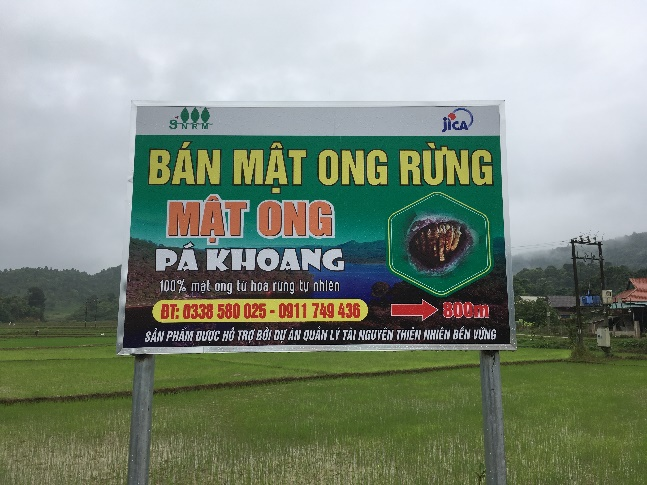 SNRM
jICA
BÁN MẬT ONG RỪNG
MẬT ONG
PÁ KHOANG
100% mật ong từ hoa rừng tự nhiên
ĐT: 0338 580 025 - 0911 749 436
800m
SẢN PHẨM ĐƯỢC HỖ TRỢ BỞI DỰ ÁN QUẢN LÝ TÀI NGUYÊN THIÊN NHIÊN BỀN VỮNG